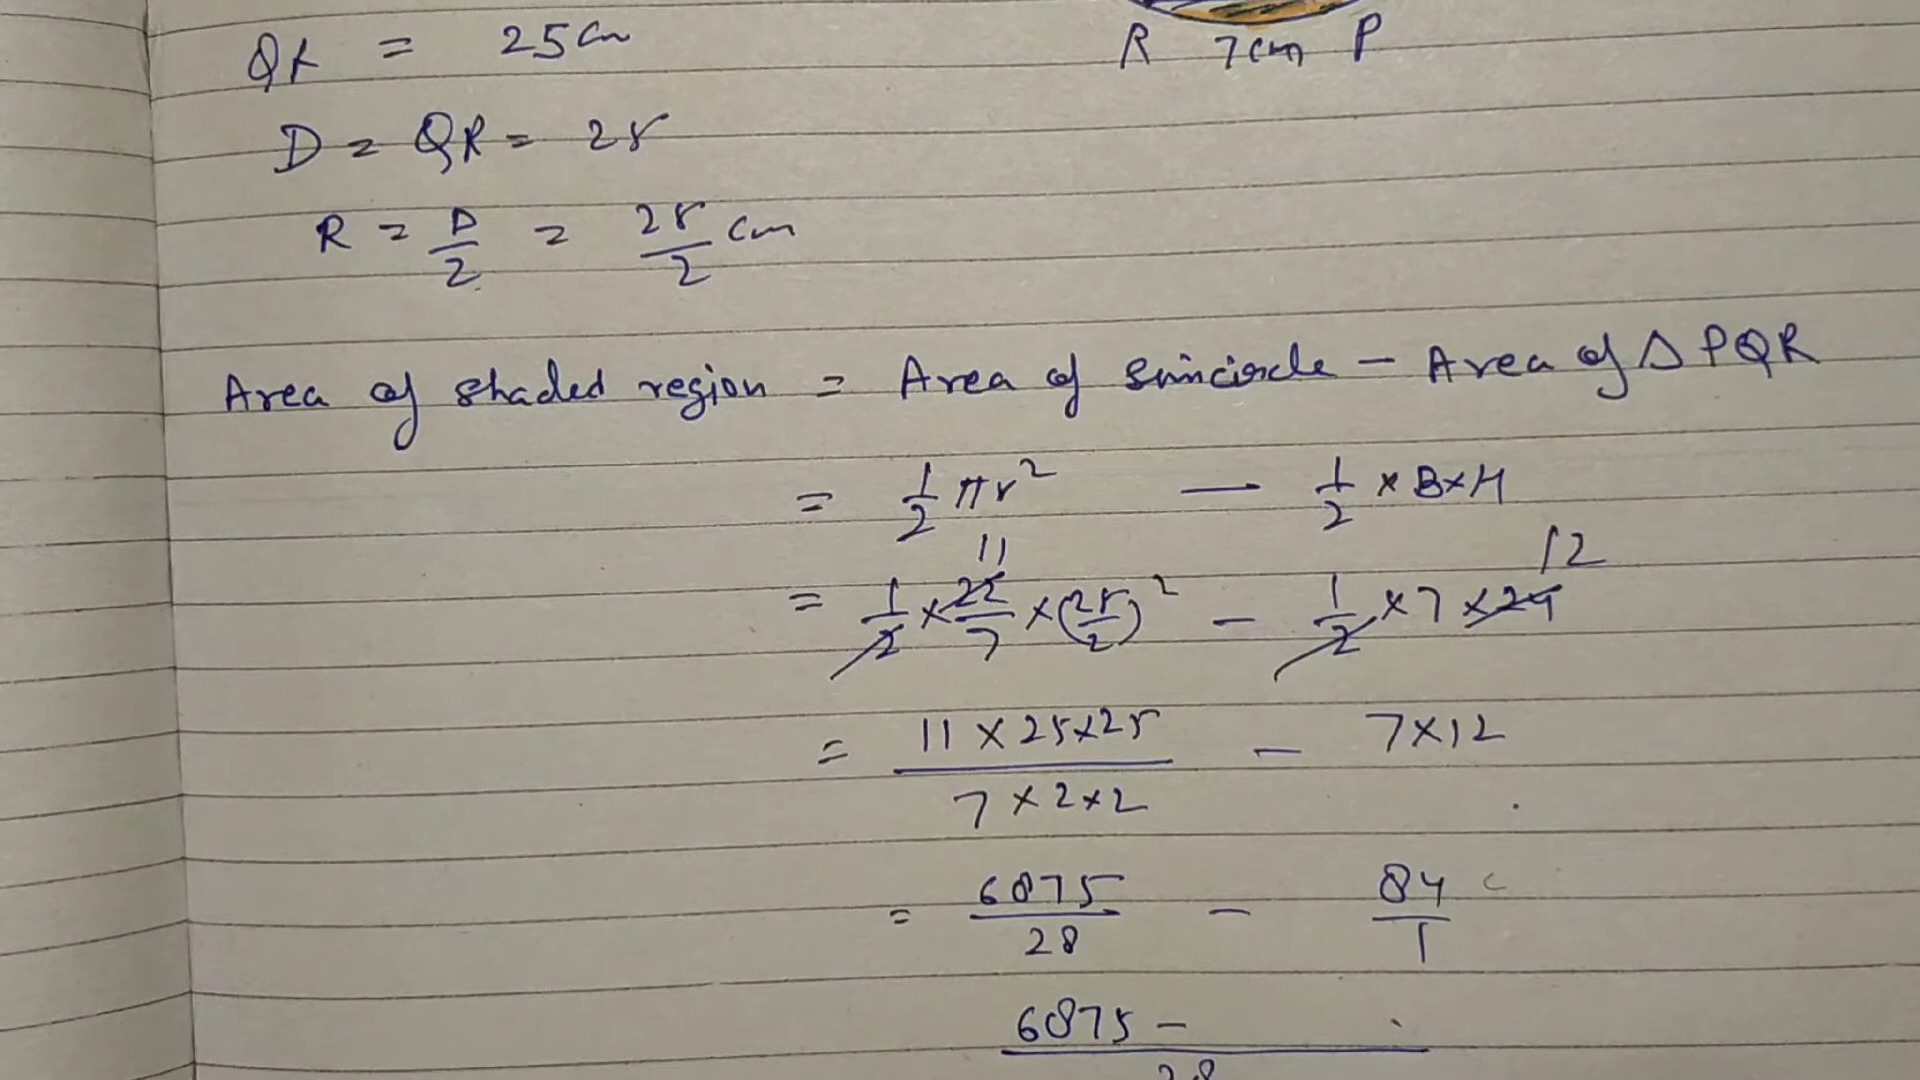 QR = 25cm
R 7cm P
D = QR = 25
R = D/2 = 25/2 cm
Area of shaded region = Area of simcircle - Area of Δ PQR
= 1/2 πr² - 1/2 × B×H
11 12
= 1/2 × 22/7 × (25/2)² - 1/2 × 7 × 24
= 11 × 25×25 / 7×2×2 - 7×12
= 6875/28 - 84/1
6875 - / 28